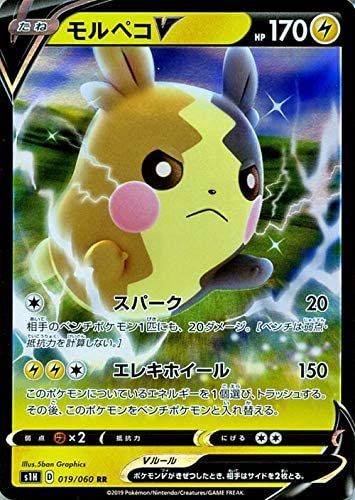 たね モルペコV HP 170
スパーク 20
相手のベンチポケモン1匹にも、20ダメージ。[ベンチは弱点・
抵抗力を計算しない。]
エレキホイール 150
このポケモンについているエネルギーを1個選び、トラッシュする。
その後、このポケモンをベンチポケモンと入れ替える。
弱点 ×2 抵抗力 にげる
Vルール
ポケモンVがきぜつしたとき、相手はサイドを2枚とる。
Illus.5ban Graphics
s1H D 019/060 RR
©2019 Pokémon/Nintendo/Creatures/GAME FREAK.